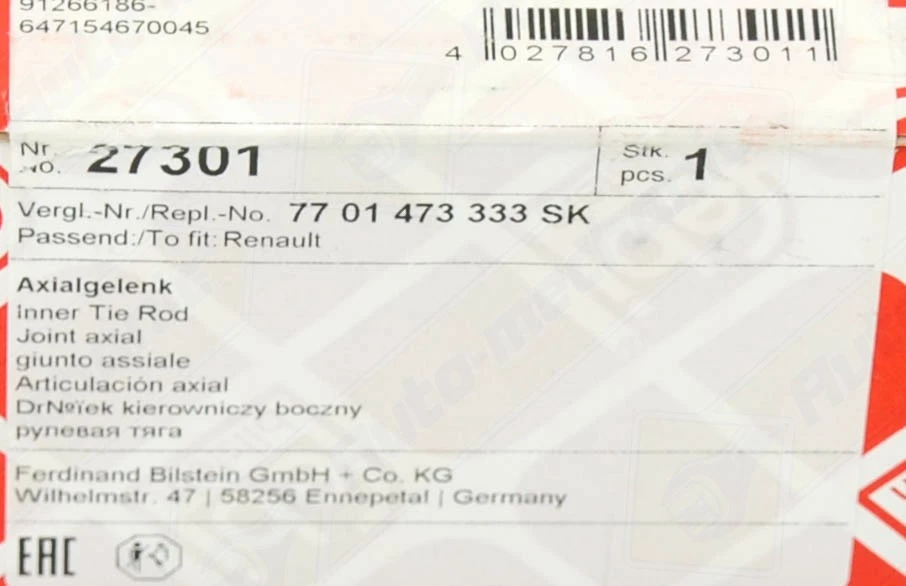 91266186-
647154670045
4 027816 273011
Nr. No. 27301
Stk. pcs. 1
Vergl.-Nr./Repl.-No. 77 01 473 333 SK
Passend:/To fit: Renault
Axialgelenk
Inner Tie Rod
Joint axial
giunto assiale
Articulación axial
DrNºïek kierowniczy boczny
рулевая тяга
Ferdinand Bilstein GmbH + Co. KG
Wilhelmstr. 47 | 58256 Ennepetal | Germany
EAC